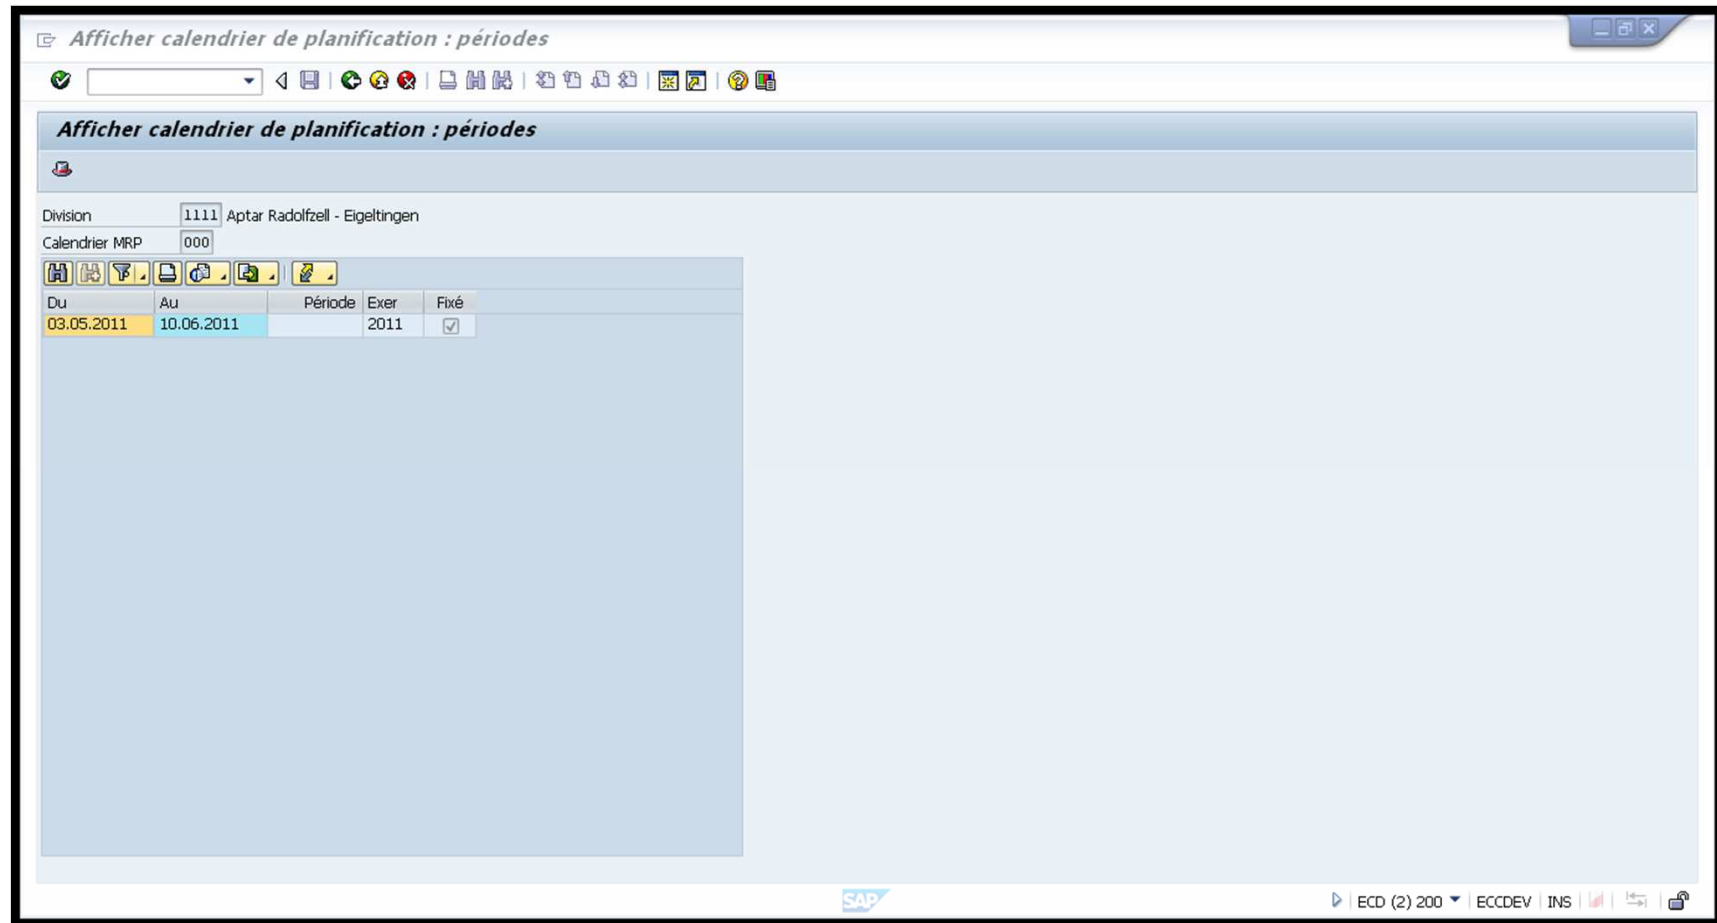 Afficher calendrier de planification : périodes
Afficher calendrier de planification : périodes
Division 1111 Aptar Radolfzell - Eigeltingen
Calendrier MRP 000
Du Au Période Exer Fixé
03.05.2011 10.06.2011 2011
SAP ECD (2) 200 ECCDEV INS